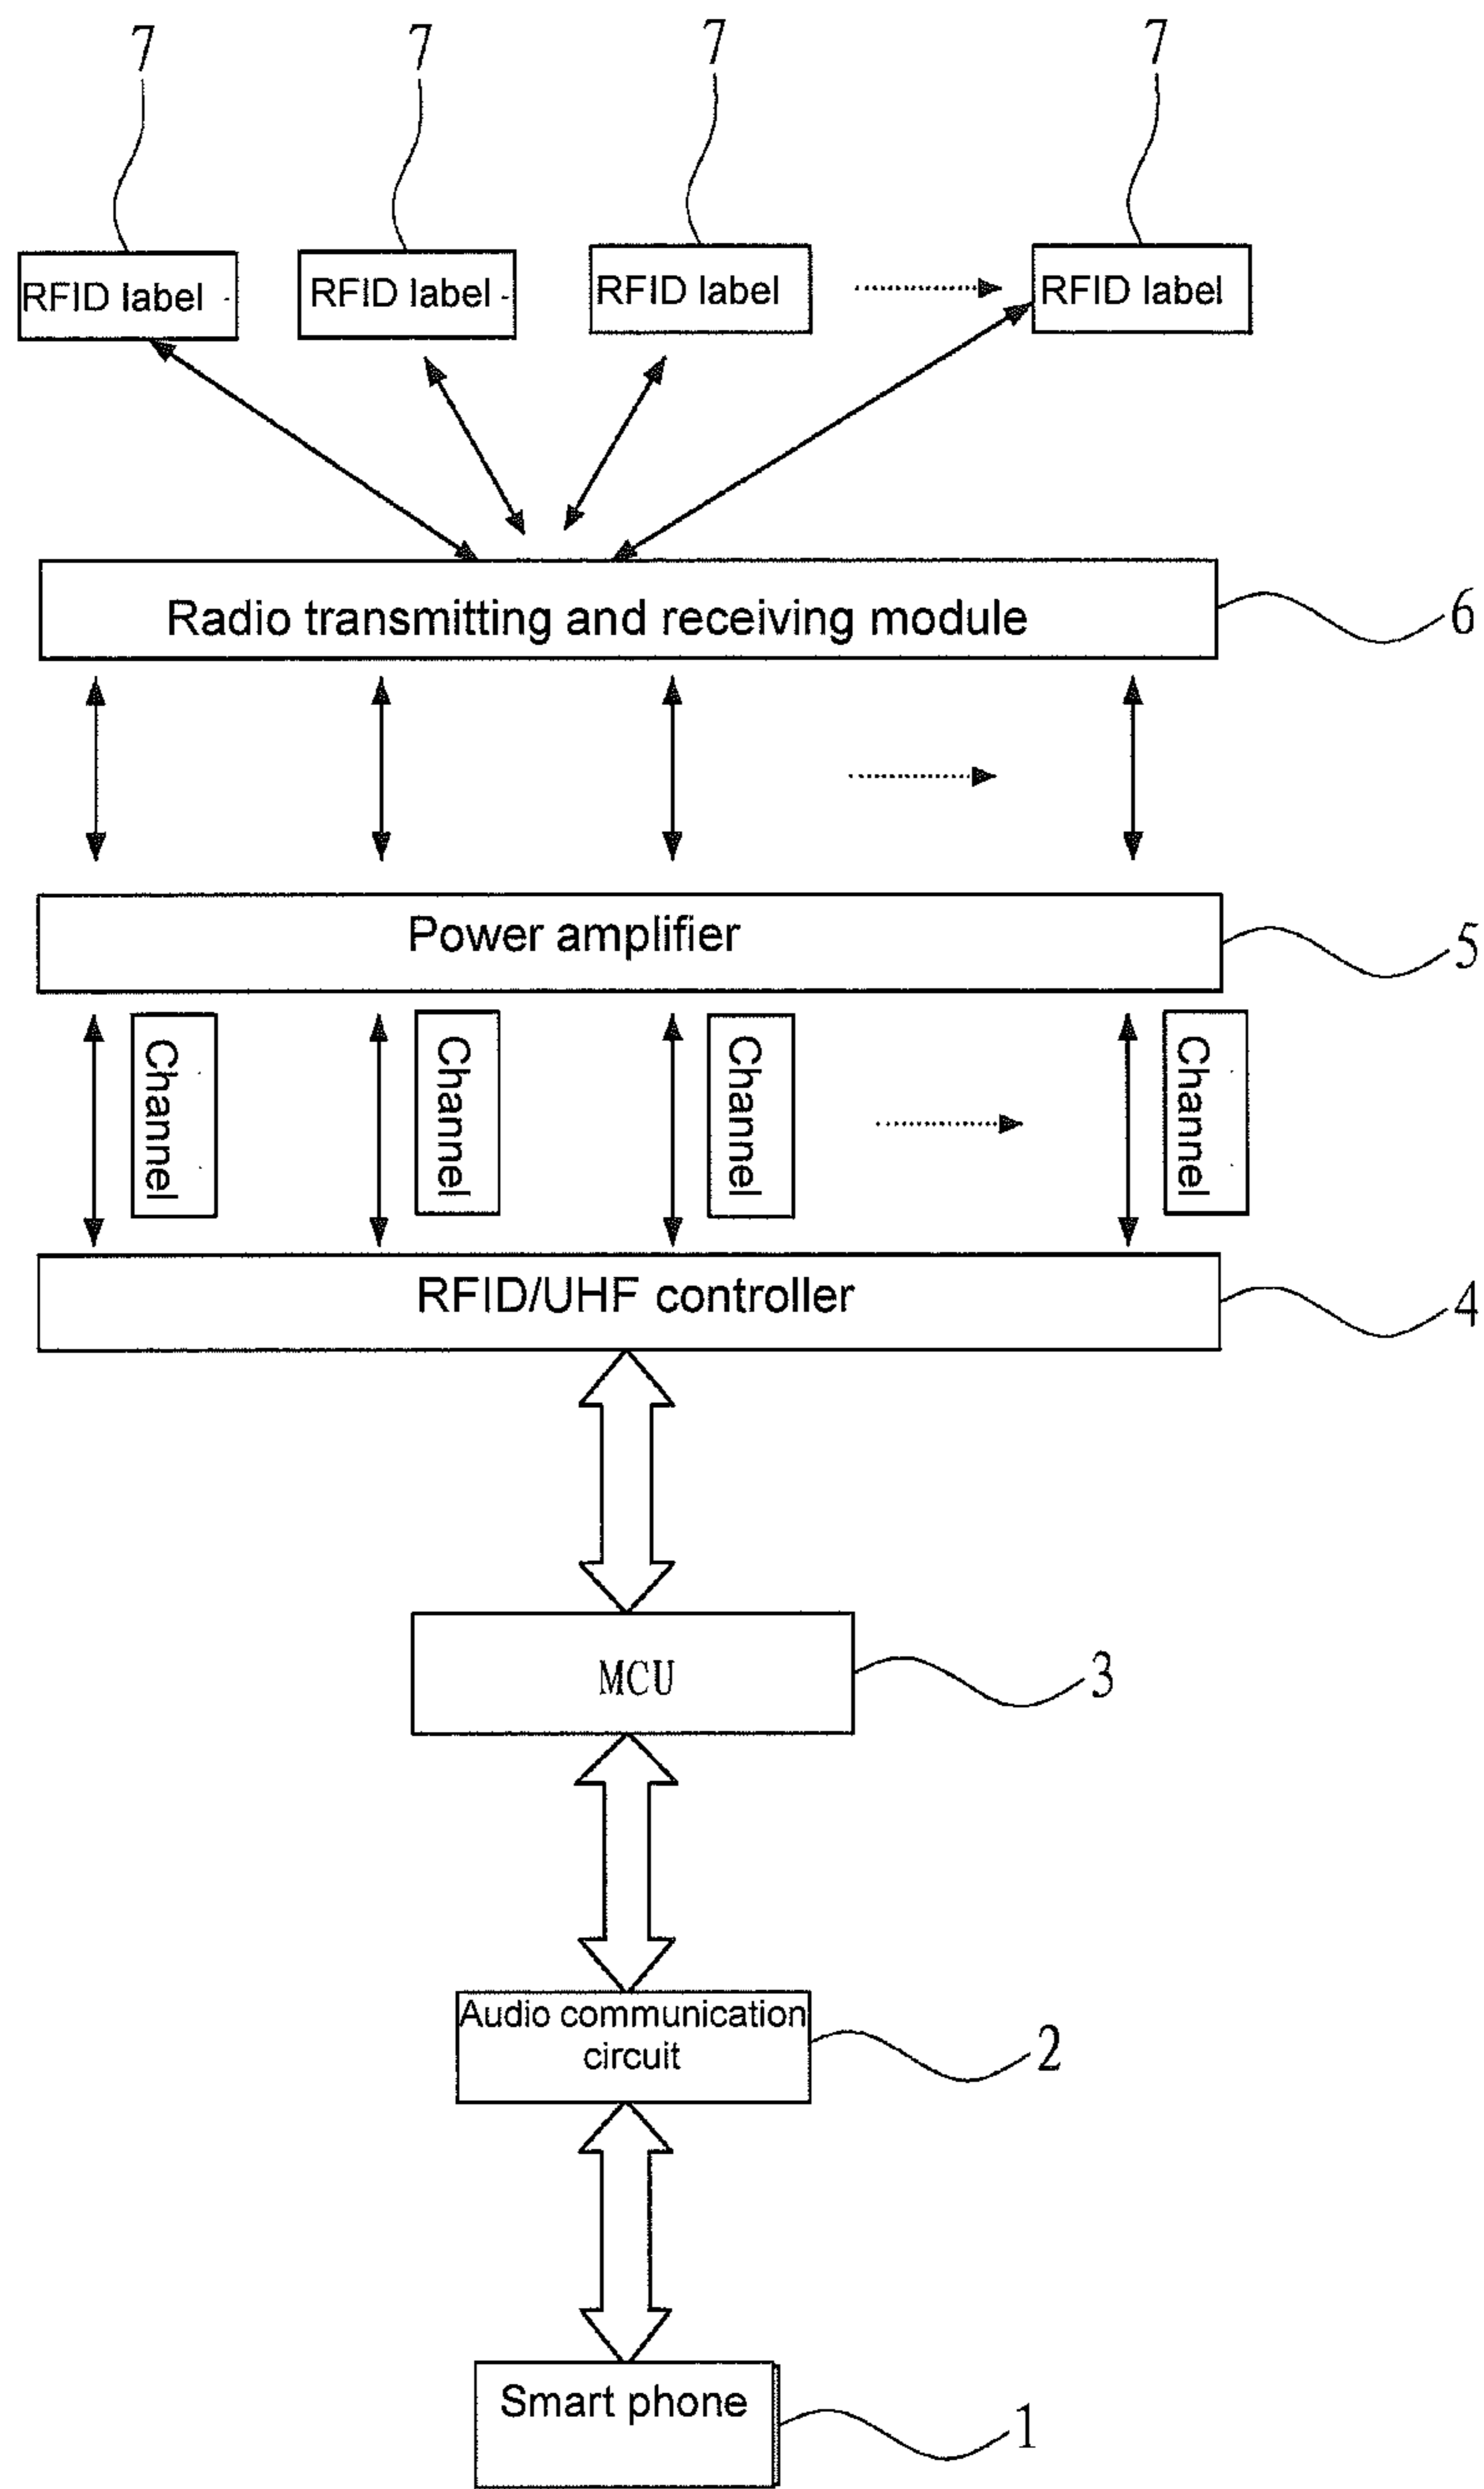 7 7 7 7
RFID label RFID label RFID label RFID label
Radio transmitting and receiving module
6
Power amplifier
5
Channel Channel Channel Channel
RFID/UHF controller
4
MCU
3
Audio communication
circuit
2
Smart phone
1